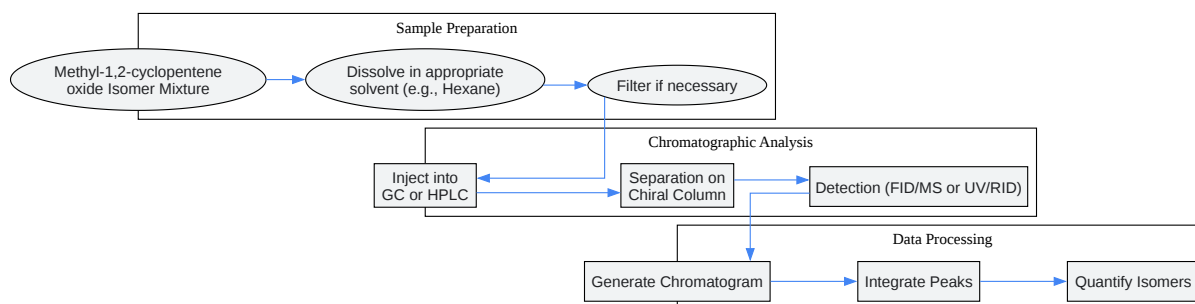 Sample Preparation
Methyl-1,2-cyclopentene
oxide Isomer Mixture
Dissolve in appropriate
solvent (e.g., Hexane)
Filter if necessary
Chromatographic Analysis
Inject into
GC or HPLC
Separation on
Chiral Column
Detection (FID/MS or UV/RID)
Data Processing
Generate Chromatogram
Integrate Peaks
Quantify Isomers